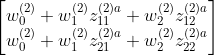 w_0^{(2)} + w_1^{(2)} z_{11}^{(2)a} + w_2^{(2)} z_{12}^{(2)a}
w_0^{(2)} + w_1^{(2)} z_{21}^{(2)a} + w_2^{(2)} z_{22}^{(2)a}